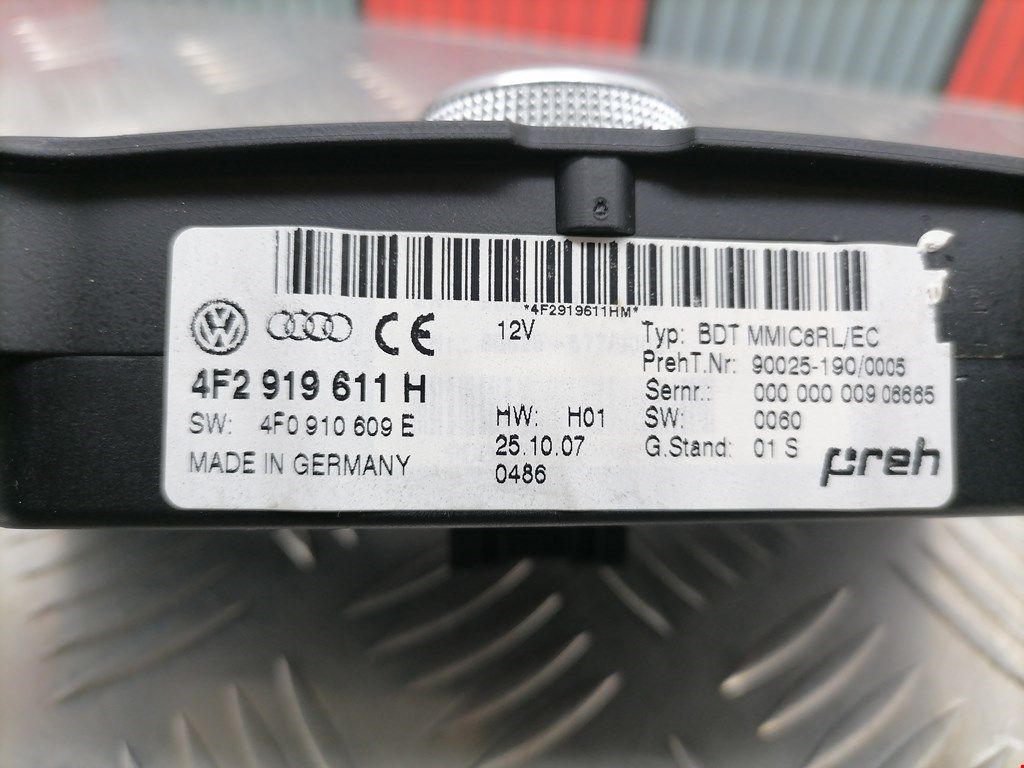 *4F2919611HM*
12V
4F2 919 611 H
SW: 4F0 910 609 E
MADE IN GERMANY
HW: H01
25.10.07
0486
Typ: BDT MMIC6RL/EC
PrehT.Nr: 90025-190/0005
Sernr.: 000 000 009 08665
SW: 0060
G.Stand: 01 S
preh